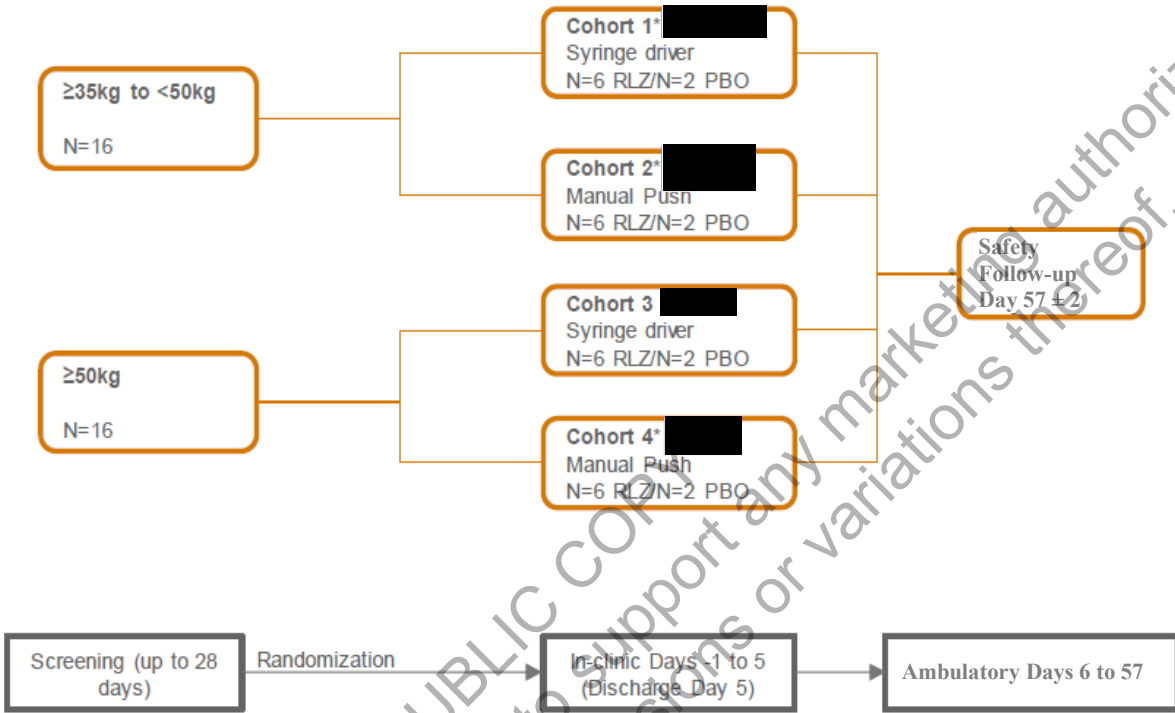 ≥35kg to <50kg
N=16
Cohort 1*
Syringe driver
N=6 RLZ/N=2 PBO
Cohort 2*
Manual Push
N=6 RLZ/N=2 PBO
≥50kg
N=16
Cohort 3
Syringe driver
N=6 RLZ/N=2 PBO
Cohort 4*
Manual Push
N=6 RLZ/N=2 PBO
Safety
Follow-up
Day 57 ± 2
Screening (up to 28
days)
Randomization
In-clinic Days -1 to 5
(Discharge Day 5)
Ambulatory Days 6 to 57
COPY
to support any marketing
or variations thereof.